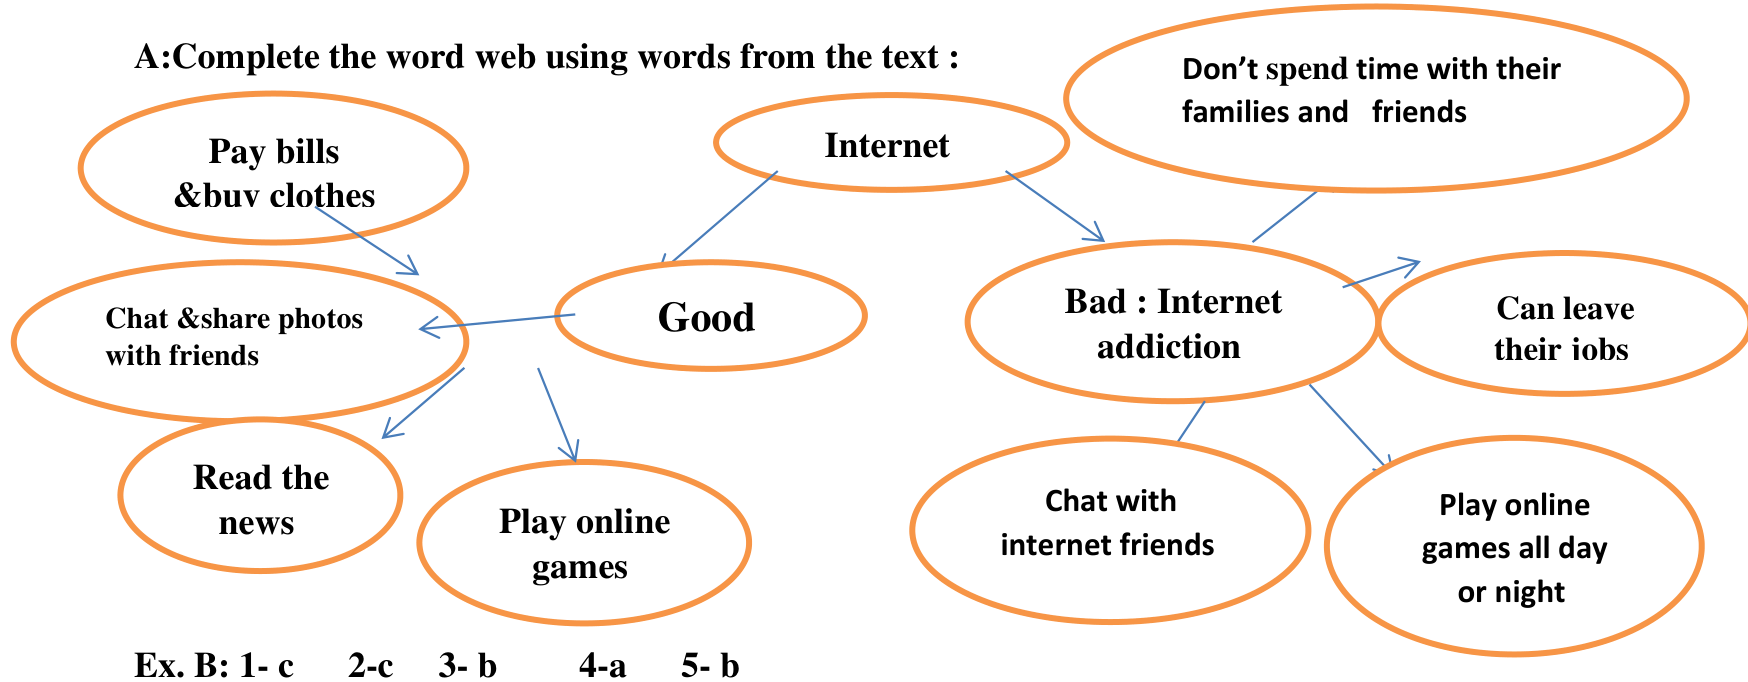 A:Complete the word web using words from the text :
Don't spend time with their
families and friends
Internet
Pay bills
&buy clothes
Good
Bad : Internet
addiction
Can leave
their jobs
Chat &share photos
with friends
Read the
news
Play online
games
Chat with
internet friends
Play online
games all day
or night
Ex. B: 1- c 2-c 3- b 4-a 5- b